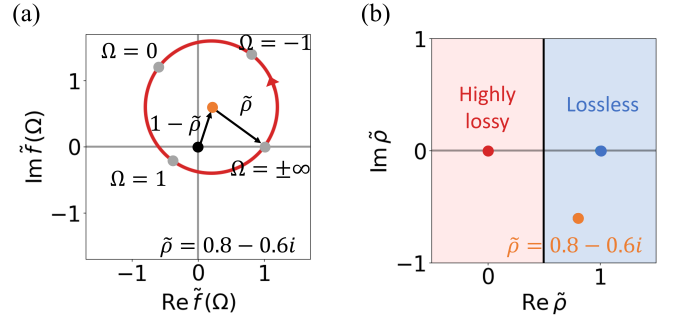 (a)
Ω = 0
Ω = −1
1
ρ̃
1 − ρ̃
0
Ω = ±∞
Ω = 1
−1
ρ̃ = 0.8 − 0.6i
−1
0
1
Im f̃(Ω)
Re f̃(Ω)
(b)
1
Highly
lossy
Lossless
0
ρ̃ = 0.8 − 0.6i
−1
0
1
Im ρ̃
Re ρ̃